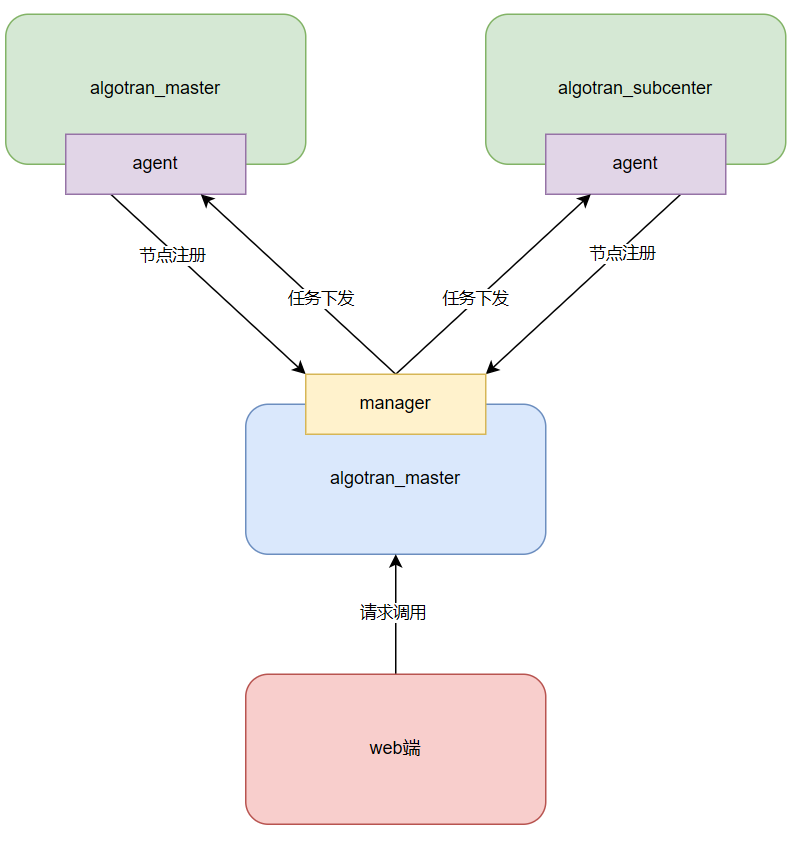 algotran_master
algotran_subcenter
agent
agent
节点注册
节点注册
任务下发
任务下发
manager
algotran_master
请求调用
web端